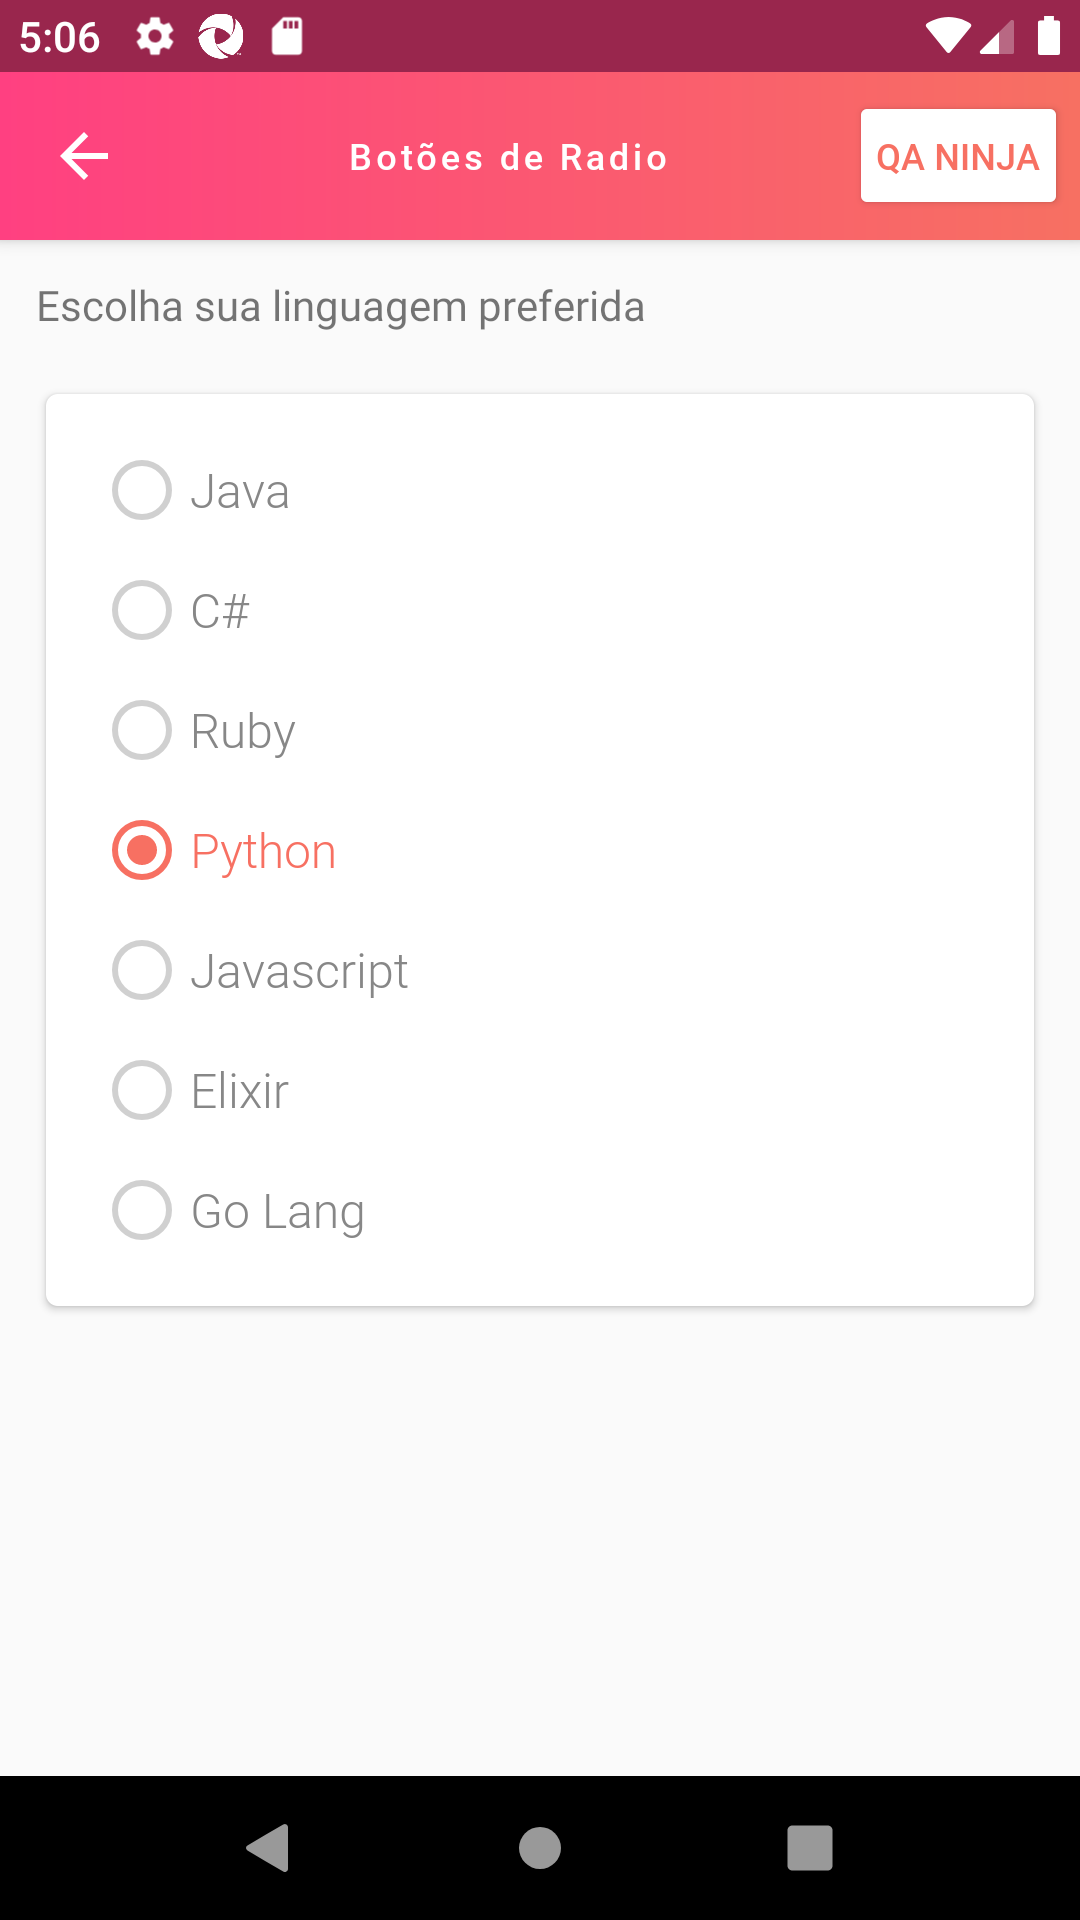 5:06
Botões de Radio
QA NINJA
Escolha sua linguagem preferida
Java
C#
Ruby
Python
Javascript
Elixir
Go Lang